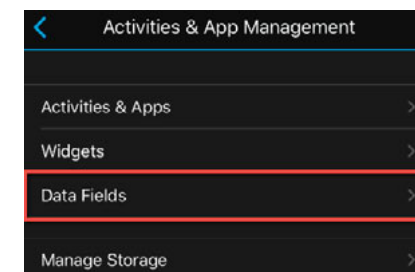 Activities & App Management
Activities & Apps
Widgets
Data Fields
Manage Storage